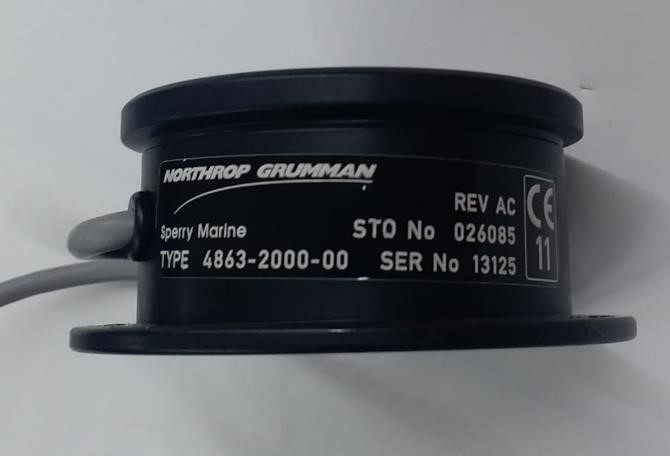 NORTHROP GRUMMAN
REV AC
Sperry Marine STO No 026085
TYPE 4863-2000-00 SER No 13125
CE
11